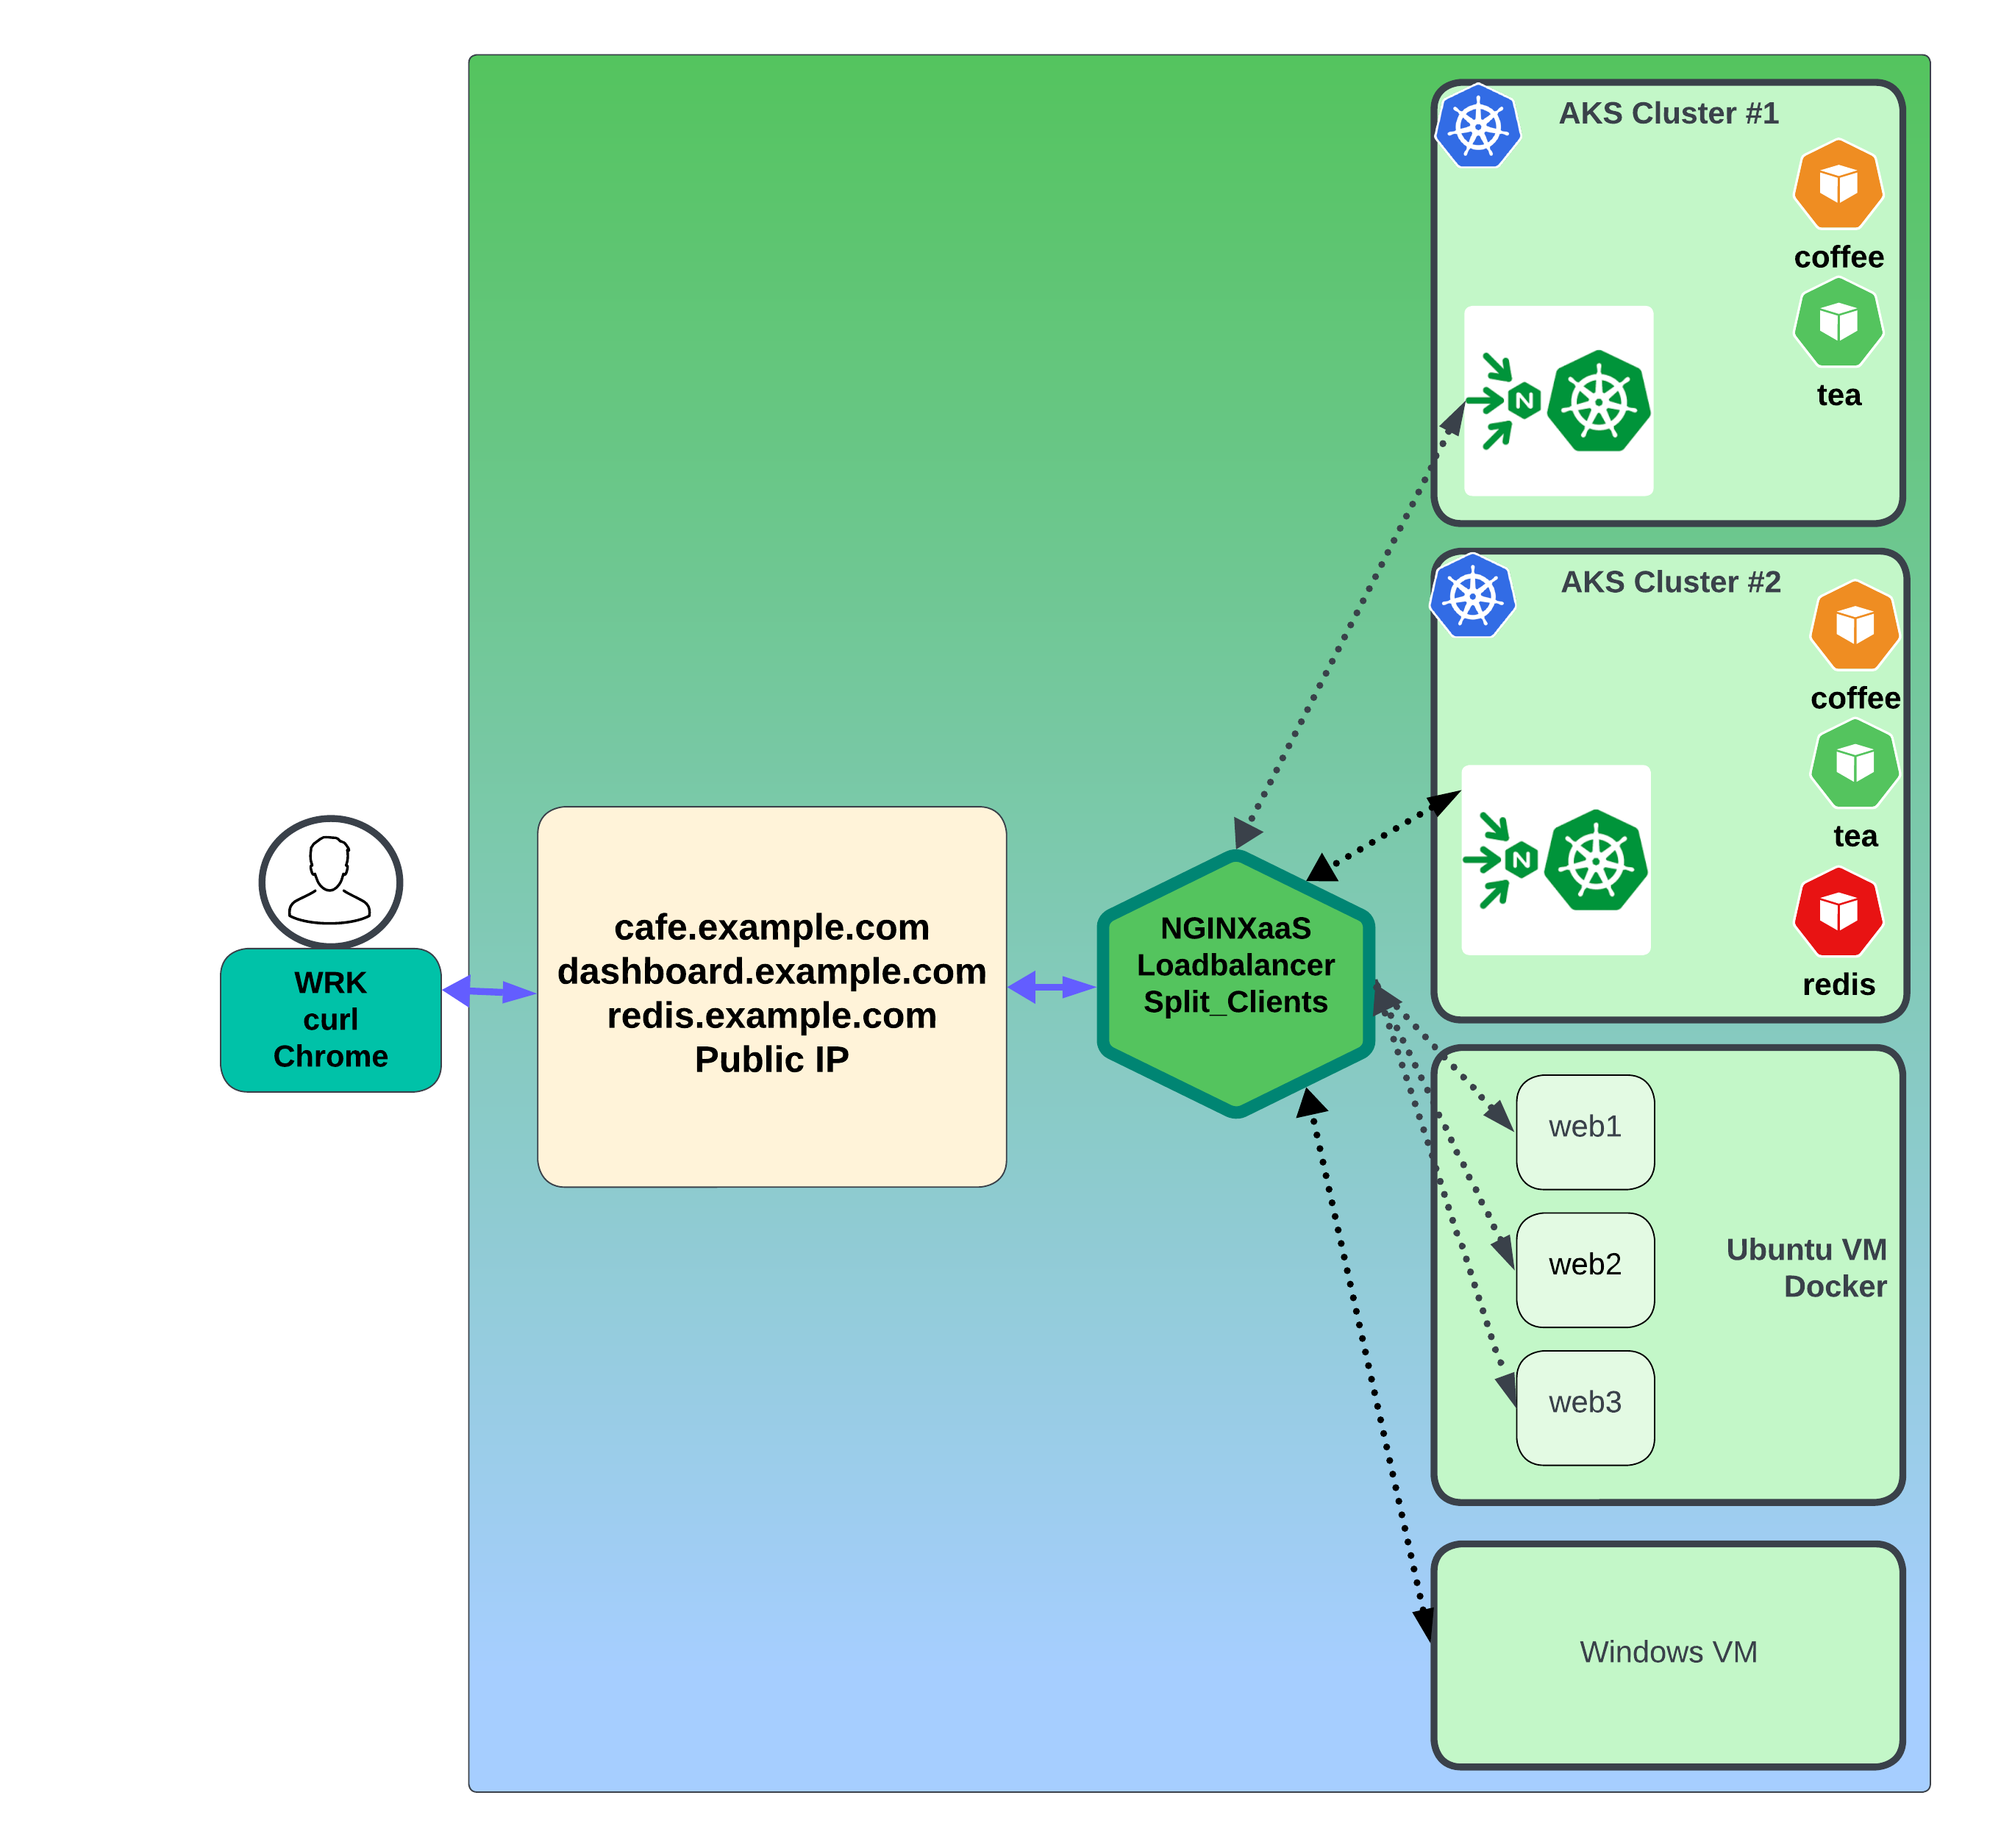 AKS Cluster #1
coffee
tea
N
AKS Cluster #2
coffee
tea
N
redis
WRK
curl
Chrome
cafe.example.com
dashboard.example.com
redis.example.com
Public IP
NGINXaaS
Loadbalancer
Split_Clients
web1
web2
web3
Ubuntu VM
Docker
Windows VM